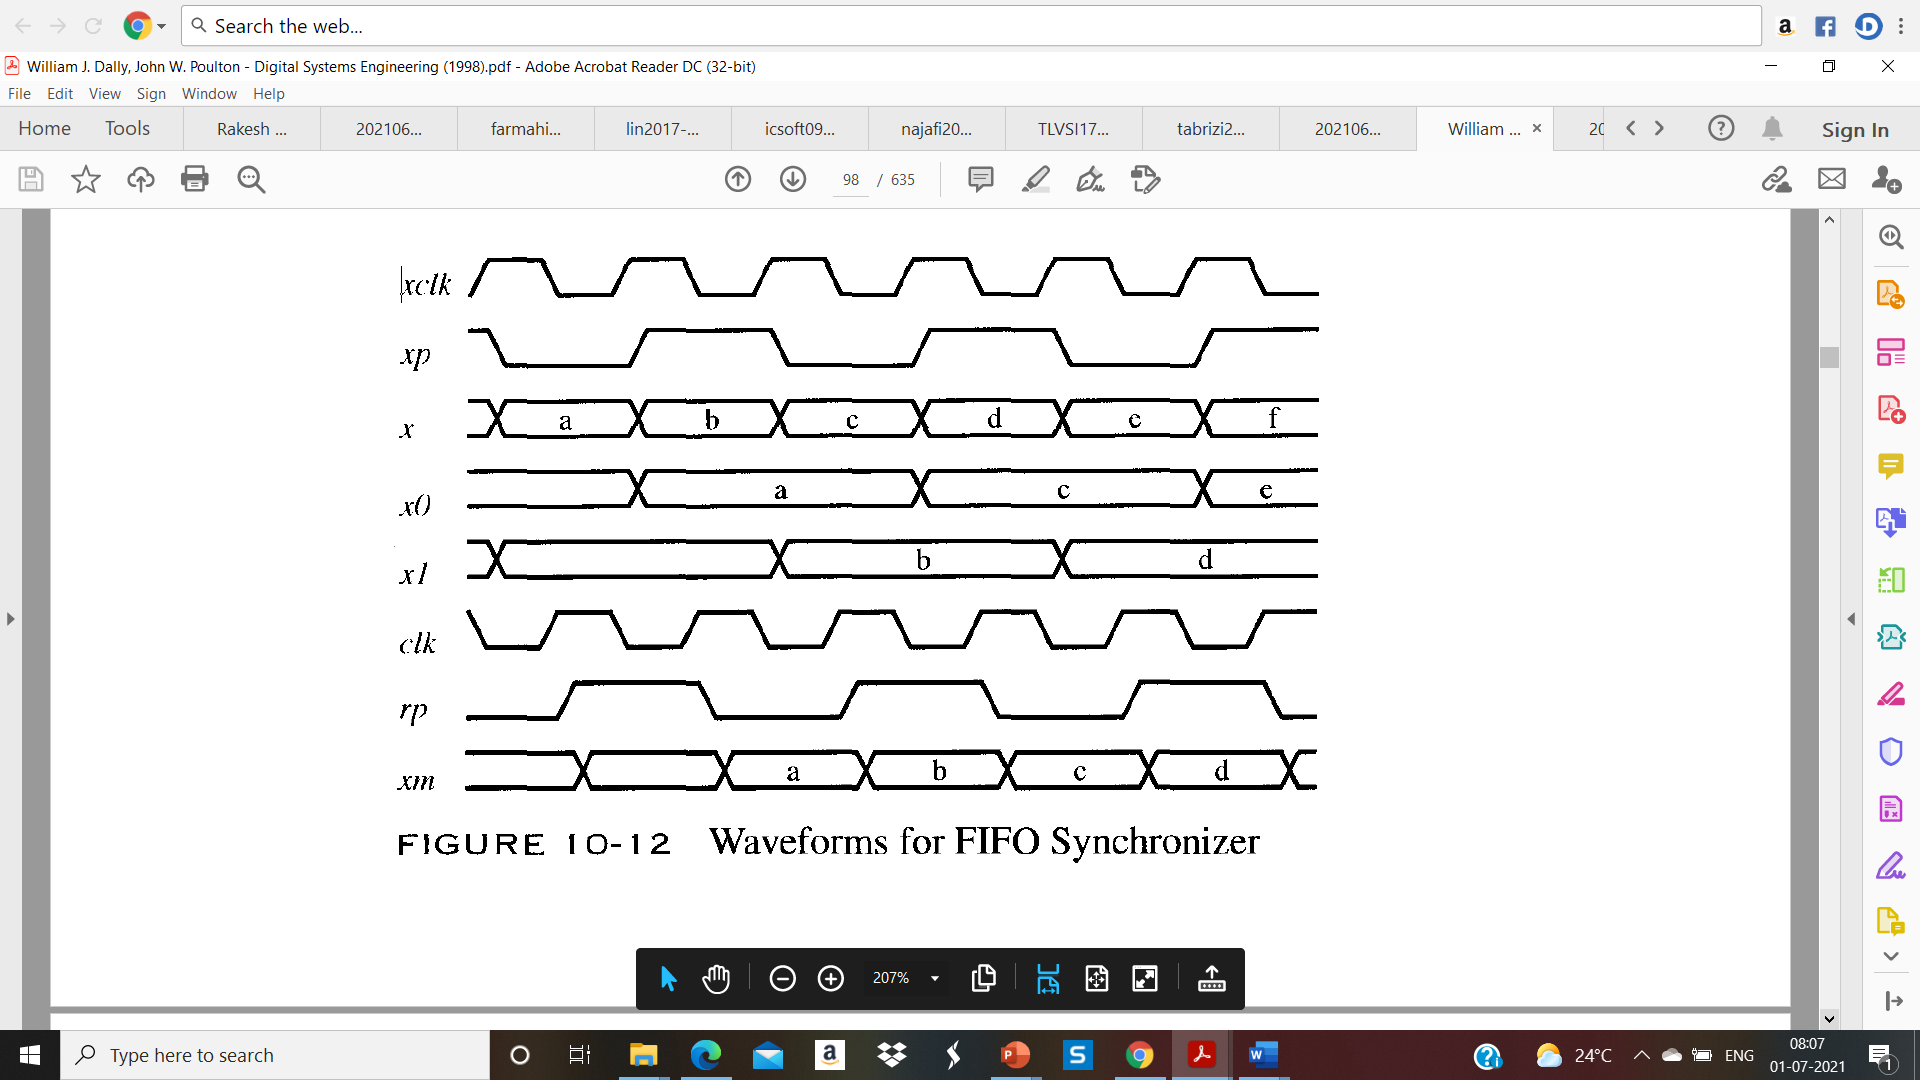 Search the web...
William J. Dally, John W. Poulton - Digital Systems Engineering (1998).pdf - Adobe Acrobat Reader DC (32-bit)
File Edit View Sign Window Help
Home Tools Rakesh ... 202106... farmahi... lin2017-... icsoft09... najafi20... TLVSI17... tabrizi2... 202106... William ... × 20 Sign In
98 / 635
xclk
xp
x a b c d e f
x0 a c e
x1 b d
clk
rp
xm a b c d
FIGURE 10-12 Waveforms for FIFO Synchronizer
207%
Type here to search
24°C ENG
08:07
01-07-2021
1